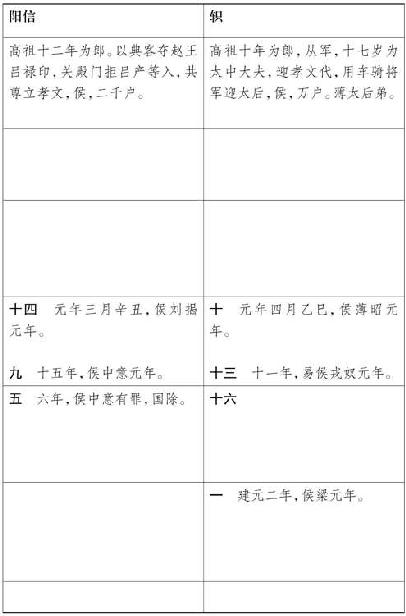 阳信
高祖十二年为郎。以典客夺赵王
吕禄印，关殿门拒吕产等入，共
尊立孝文，侯，二千户。
十四 元年三月辛丑，侯刘揭
元年。
九 十五年，侯中意元年。
五 六年，侯中意有罪，国除。
轵
高祖十年为郎，从军，十七岁为
太中大夫，迎孝文代，用车骑将
军迎太后，侯，万户。薄太后弟。
十 元年四月乙巳，侯薄昭元
年。
十三 十一年，易侯戎奴元年。
十六
一 建元二年，侯梁元年。